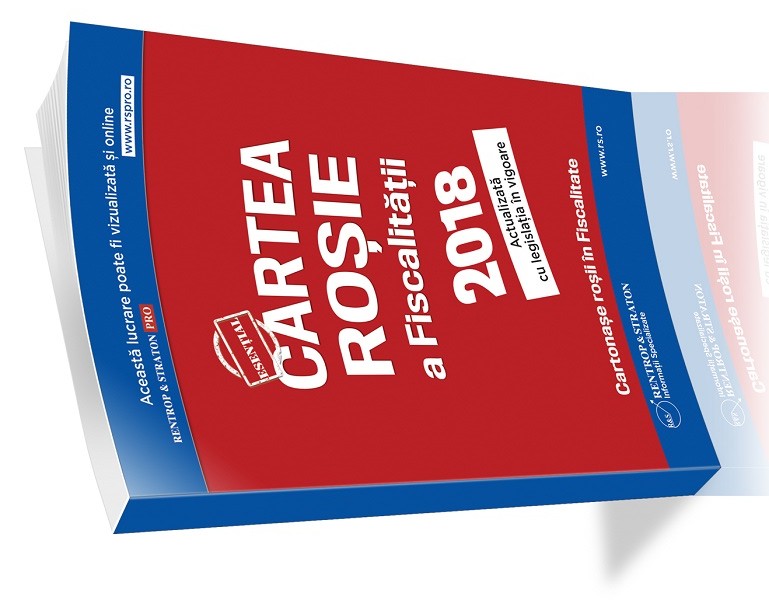 Această lucrare poate fi vizualizată și online
www.rspro.ro
RENTROP & STRATON PRO
ESENTIAL
CARTEA
ROȘIE
a Fiscalității
2018
Actualizată
cu legislația în vigoare
Cartonașe roșii în Fiscalitate
R&S
RENTROP & STRATON
Informații Specializate
www.rs.ro